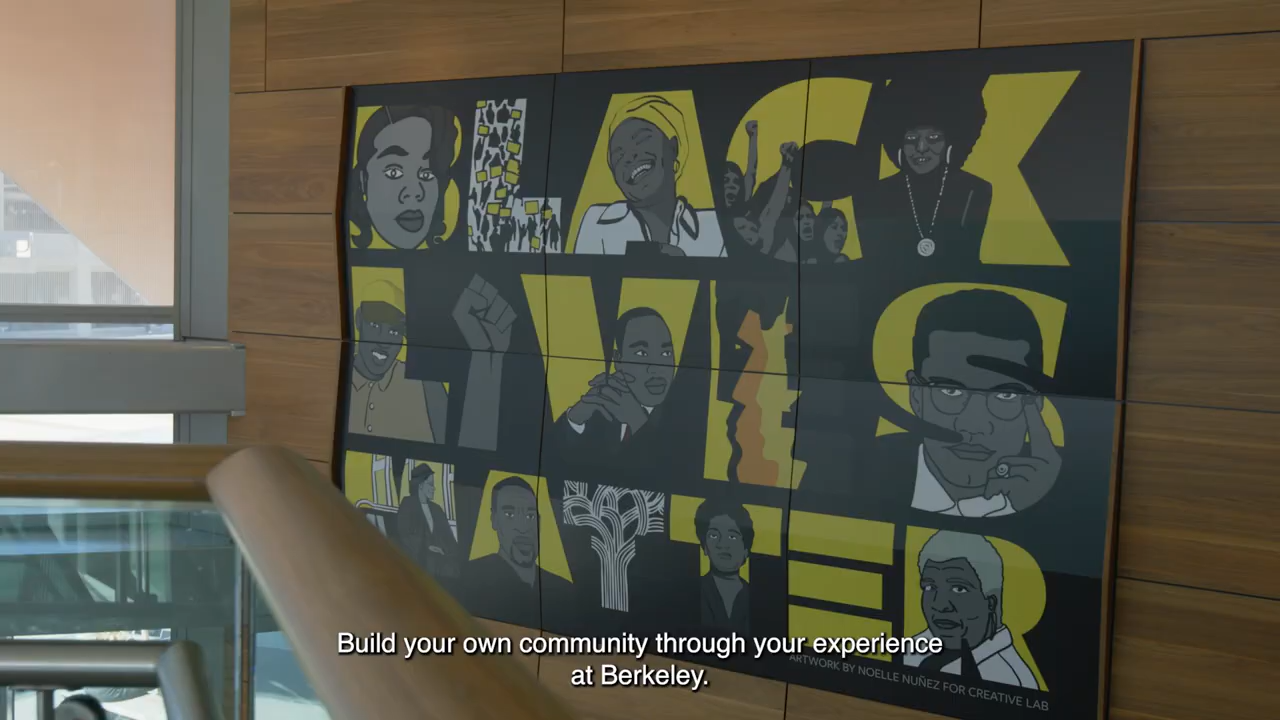 BLACK
LIVES
MATTER
ARTWORK BY NOELLE NUÑEZ FOR CREATIVE LAB
Build your own community through your experience
at Berkeley.